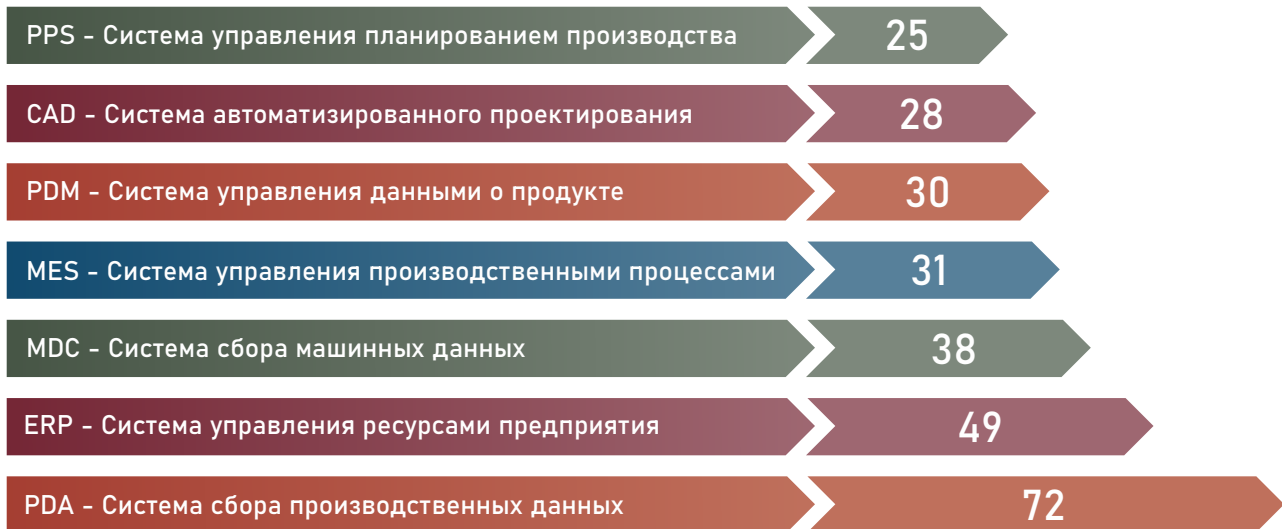 PPS - Система управления планированием производства 25
CAD - Система автоматизированного проектирования 28
PDM - Система управления данными о продукте 30
MES - Система управления производственными процессами 31
MDC - Система сбора машинных данных 38
ERP - Система управления ресурсами предприятия 49
PDA - Система сбора производственных данных 72